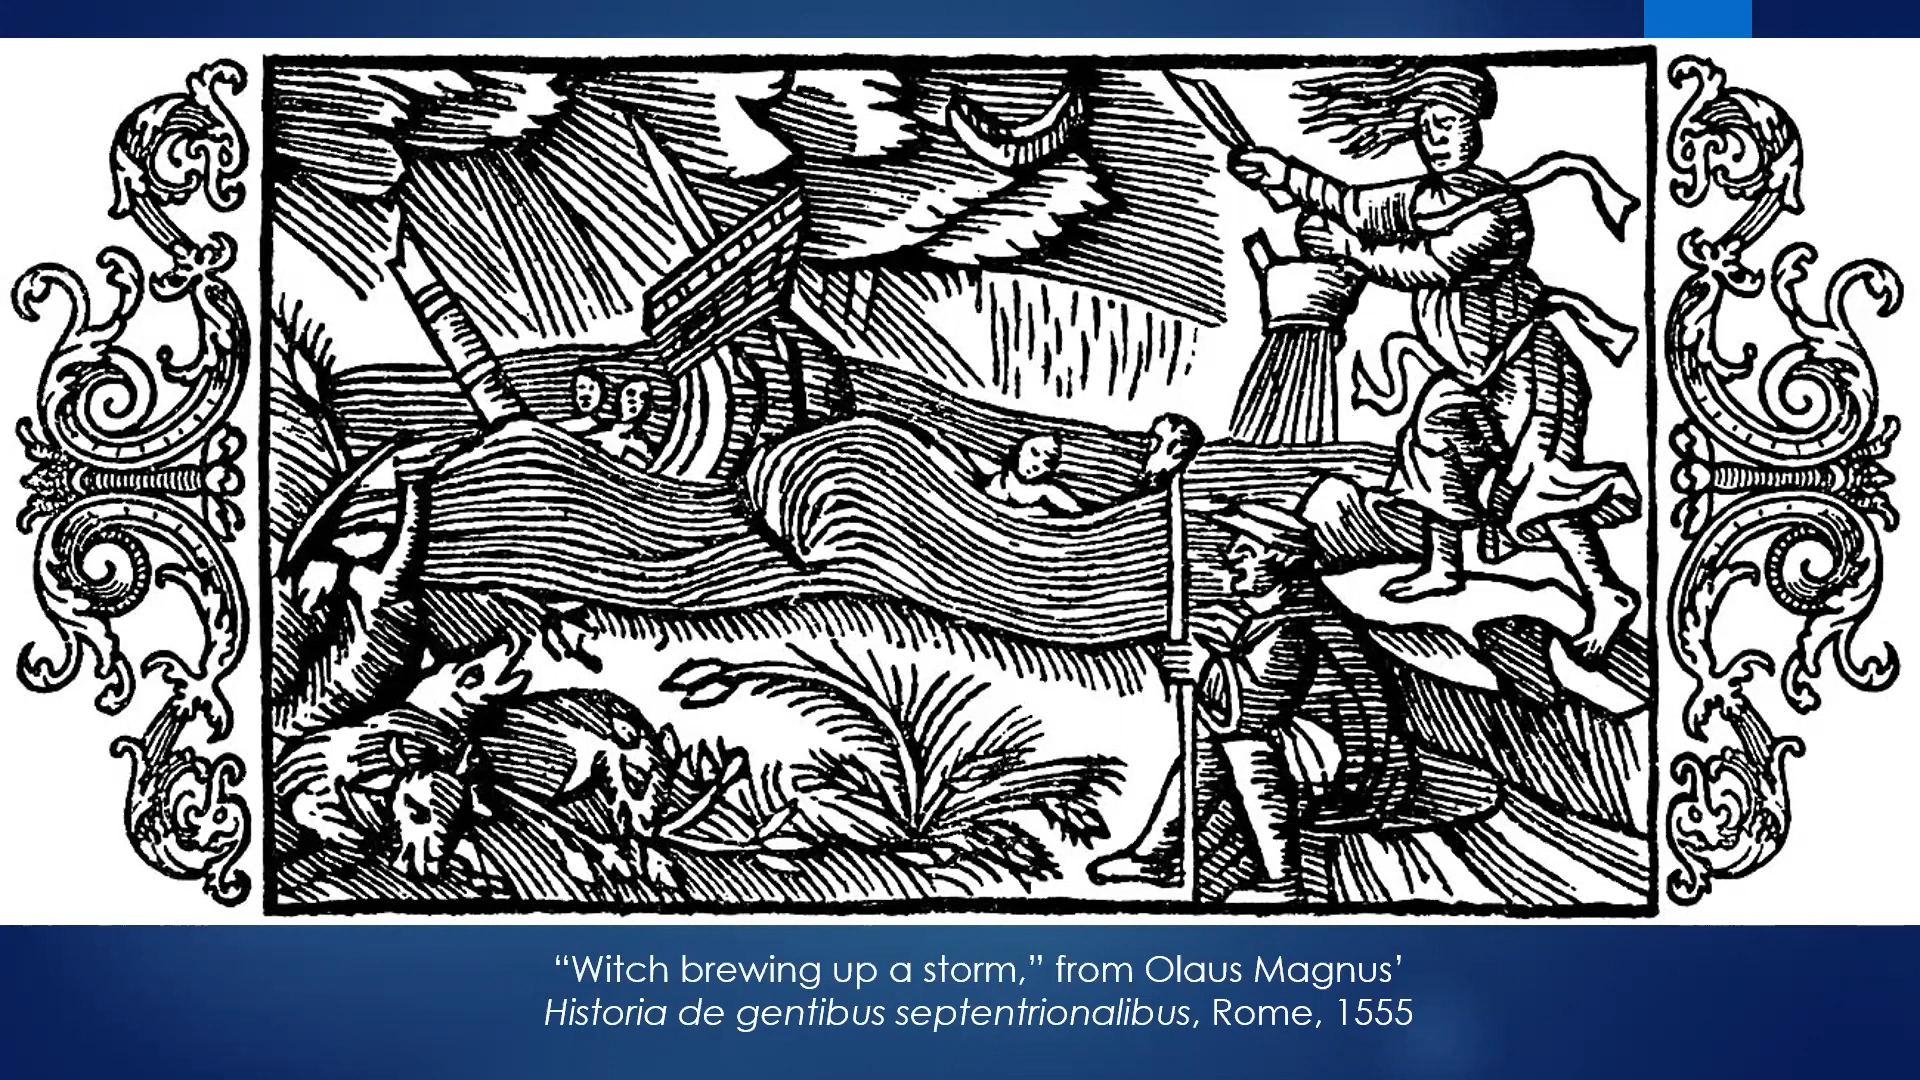 “Witch brewing up a storm,” from Olaus Magnus’
Historia de gentibus septentrionalibus, Rome, 1555